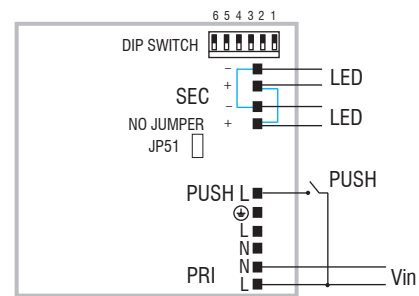 6 5 4 3 2 1
DIP SWITCH
−
LED
+
SEC
−
LED
NO JUMPER +
JP51
PUSH
PUSH L
L
N
N
PRI
L
Vin